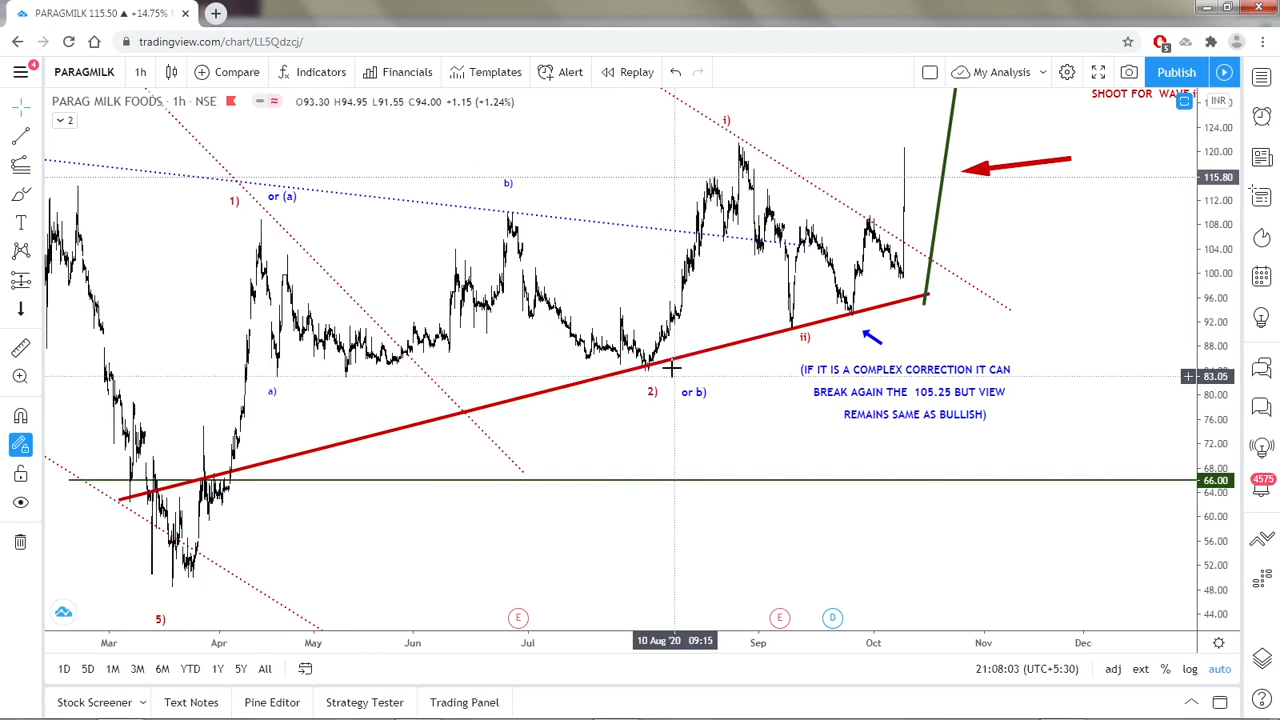 PARAGMILK 115.50 ▲ +14.75%
tradingview.com/chart/LL5Qdzcj/
5
4
PARAGMILK 1h Compare Indicators Financials Templates Alert Replay My Analysis Publish
PARAG MILK FOODS · 1h · NSE O93.30 H94.95 L91.55 C94.00 +1.15 (+1.24%)
SHOOT FOR WAVE i
INR
2
i)
124.00
120.00
115.80
112.00
108.00
104.00
100.00
96.00
92.00
88.00
83.05
80.00
76.00
72.00
68.00
66.00
64.00
60.00
56.00
52.00
48.00
44.00
b)
1) or (a)
ii)
(IF IT IS A COMPLEX CORRECTION IT CAN
BREAK AGAIN THE 105.25 BUT VIEW
REMAINS SAME AS BULLISH)
a)
2) or b)
4575
5)
E E D
Mar Apr May Jun Jul 10 Aug '20 09:15 Sep Oct Nov Dec
1D 5D 1M 3M 6M YTD 1Y 5Y All 21:08:03 (UTC+5:30) adj ext % log auto
Stock Screener Text Notes Pine Editor Strategy Tester Trading Panel